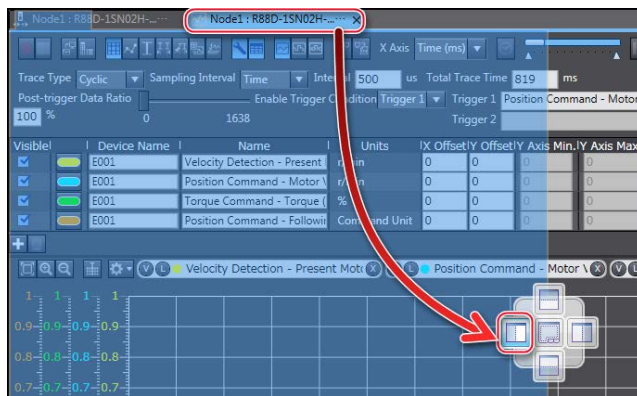 Node1 : R88D-1SN02H-...··· Node1 : R88D-1SN02H-...··· X
X Axis Time (ms)
Trace Type Cyclic Sampling Interval Time Interval 500 us Total Trace Time 819 ms
Post-trigger Data Ratio Enable Trigger Condition Trigger 1 Trigger 1 Position Command - Motor
100 % 0 1638 Trigger 2
Visible Device Name Name Units X Offset Y Offset Y Axis Min. Y Axis Max
E001 Velocity Detection - Present r/min 0 0 0 0
E001 Position Command - Motor V r/min 0 0 0 0
E001 Torque Command - Torque ( % 0 0 0 0
E001 Position Command - Followin Command Unit 0 0 0 0
V L Velocity Detection - Present Moto X V L Position Command - Motor V X V L
1 1 1 1
0.9 0.9 0.9 0.9
0.8 0.8 0.8 0.8
0.7 0.7 0.7 0.7